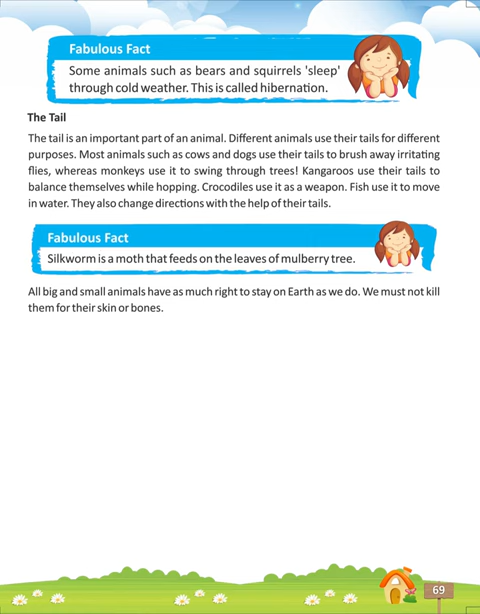 Fabulous Fact
Some animals such as bears and squirrels 'sleep'
through cold weather. This is called hibernation.
The Tail
The tail is an important part of an animal. Different animals use their tails for different
purposes. Most animals such as cows and dogs use their tails to brush away irritating
flies, whereas monkeys use it to swing through trees! Kangaroos use their tails to
balance themselves while hopping. Crocodiles use it as a weapon. Fish use it to move
in water. They also change directions with the help of their tails.
Fabulous Fact
Silkworm is a moth that feeds on the leaves of mulberry tree.
All big and small animals have as much right to stay on Earth as we do. We must not kill
them for their skin or bones.
69